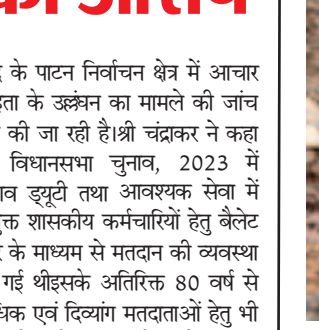 के पाटन निर्वाचन क्षेत्र में आचार
के उल्लंघन का मामले की जांच
की जा रही है।श्री चंद्राकर ने कहा
विधानसभा चुनाव, 2023 में
ड्यूटी तथा आवश्यक सेवा में
शासकीय कर्मचारियों हेतु बैलेट
के माध्यम से मतदान की व्यवस्था
गई थीइसके अतिरिक्त 80 वर्ष से
एवं दिव्यांग मतदाताओं हेतु भी